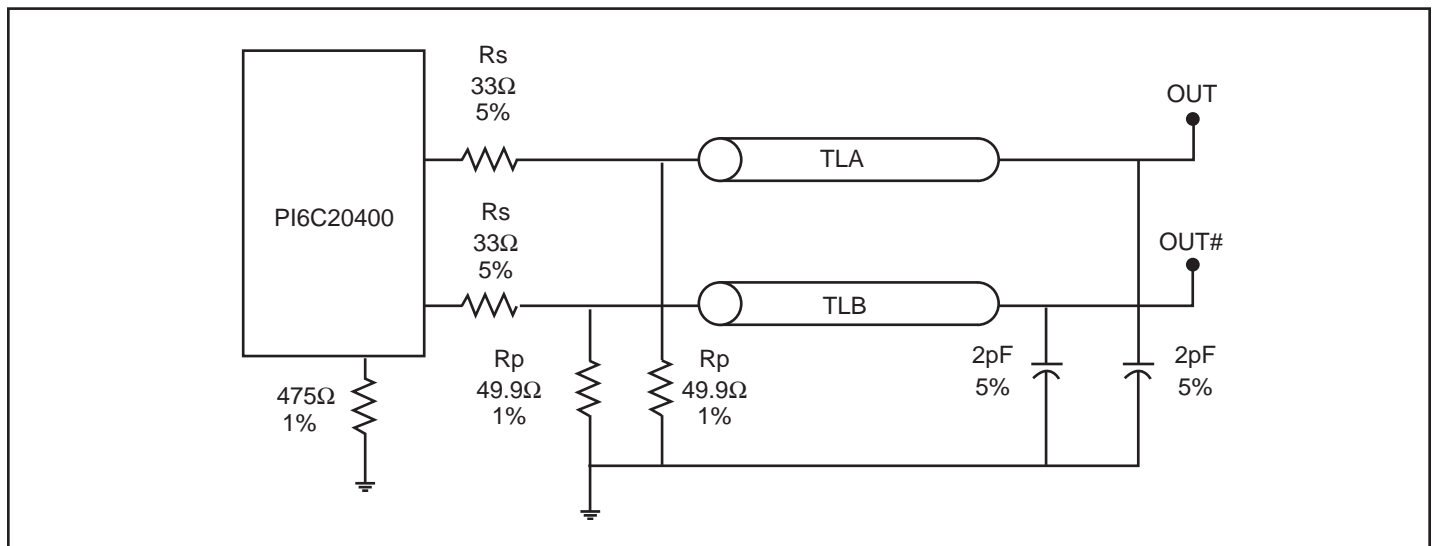 Rs
33Ω
5%
OUT
TLA
PI6C20400
Rs
33Ω
5%
OUT#
TLB
475Ω
1%
Rp
49.9Ω
1%
Rp
49.9Ω
1%
2pF
5%
2pF
5%